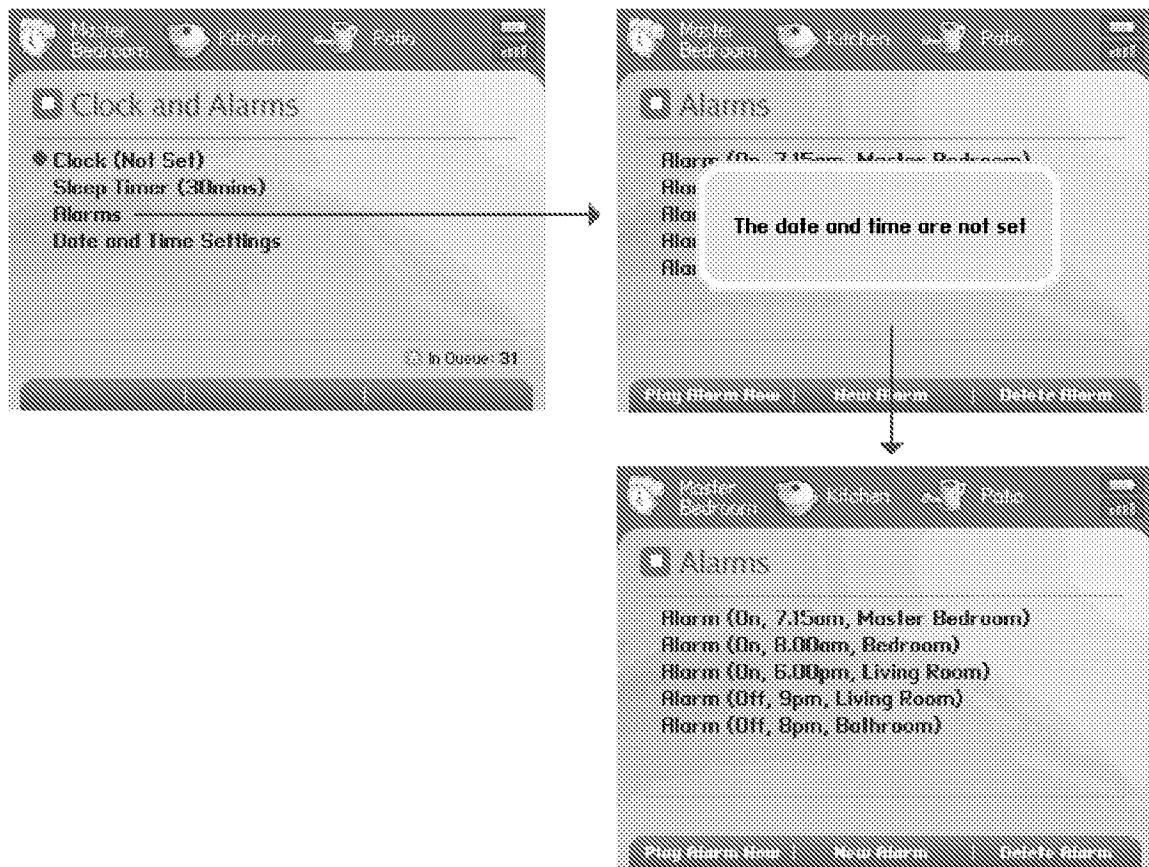 Master
Bedroom
Kitchen
Patio
Clock and Alarms
Clock (Not Set)
Sleep Timer (30mins)
Alarms
Date and Time Settings
In Queue: 31
Master
Bedroom
Kitchen
Patio
Alarms
Alarm (On, 7.15am, Master Bedroom)
Alar
Alar
Alar
Alar
The date and time are not set
Play Alarm Now
New Alarm
Delete Alarm
Master
Bedroom
Kitchen
Patio
Alarms
Alarm (On, 7.15am, Master Bedroom)
Alarm (On, 8.00am, Bedroom)
Alarm (On, 6.00pm, Living Room)
Alarm (Off, 9pm, Living Room)
Alarm (Off, 8pm, Bathroom)
Play Alarm Now
New Alarm
Delete Alarm